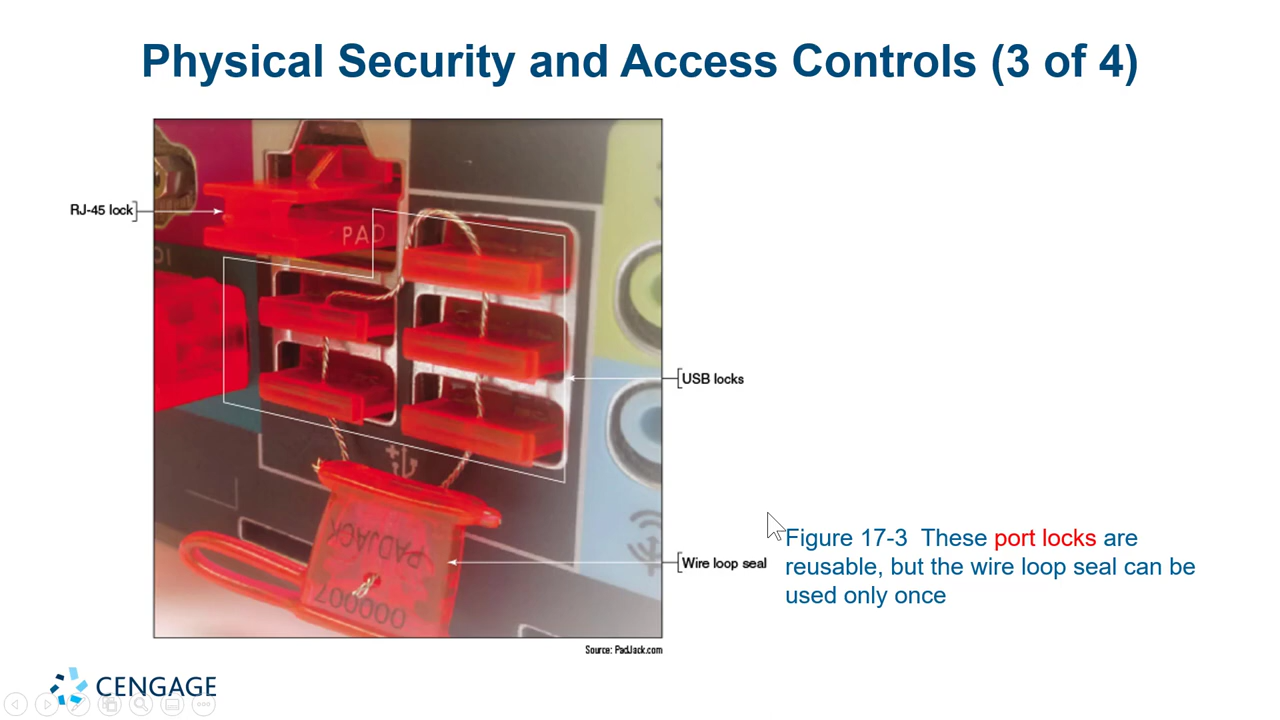 Physical Security and Access Controls (3 of 4)
RJ-45 lock
PAD
USB locks
PADJACK
000007
Wire loop seal
Figure 17-3 These port locks are
reusable, but the wire loop seal can be
used only once
Source: PadJack.com
CENGAGE